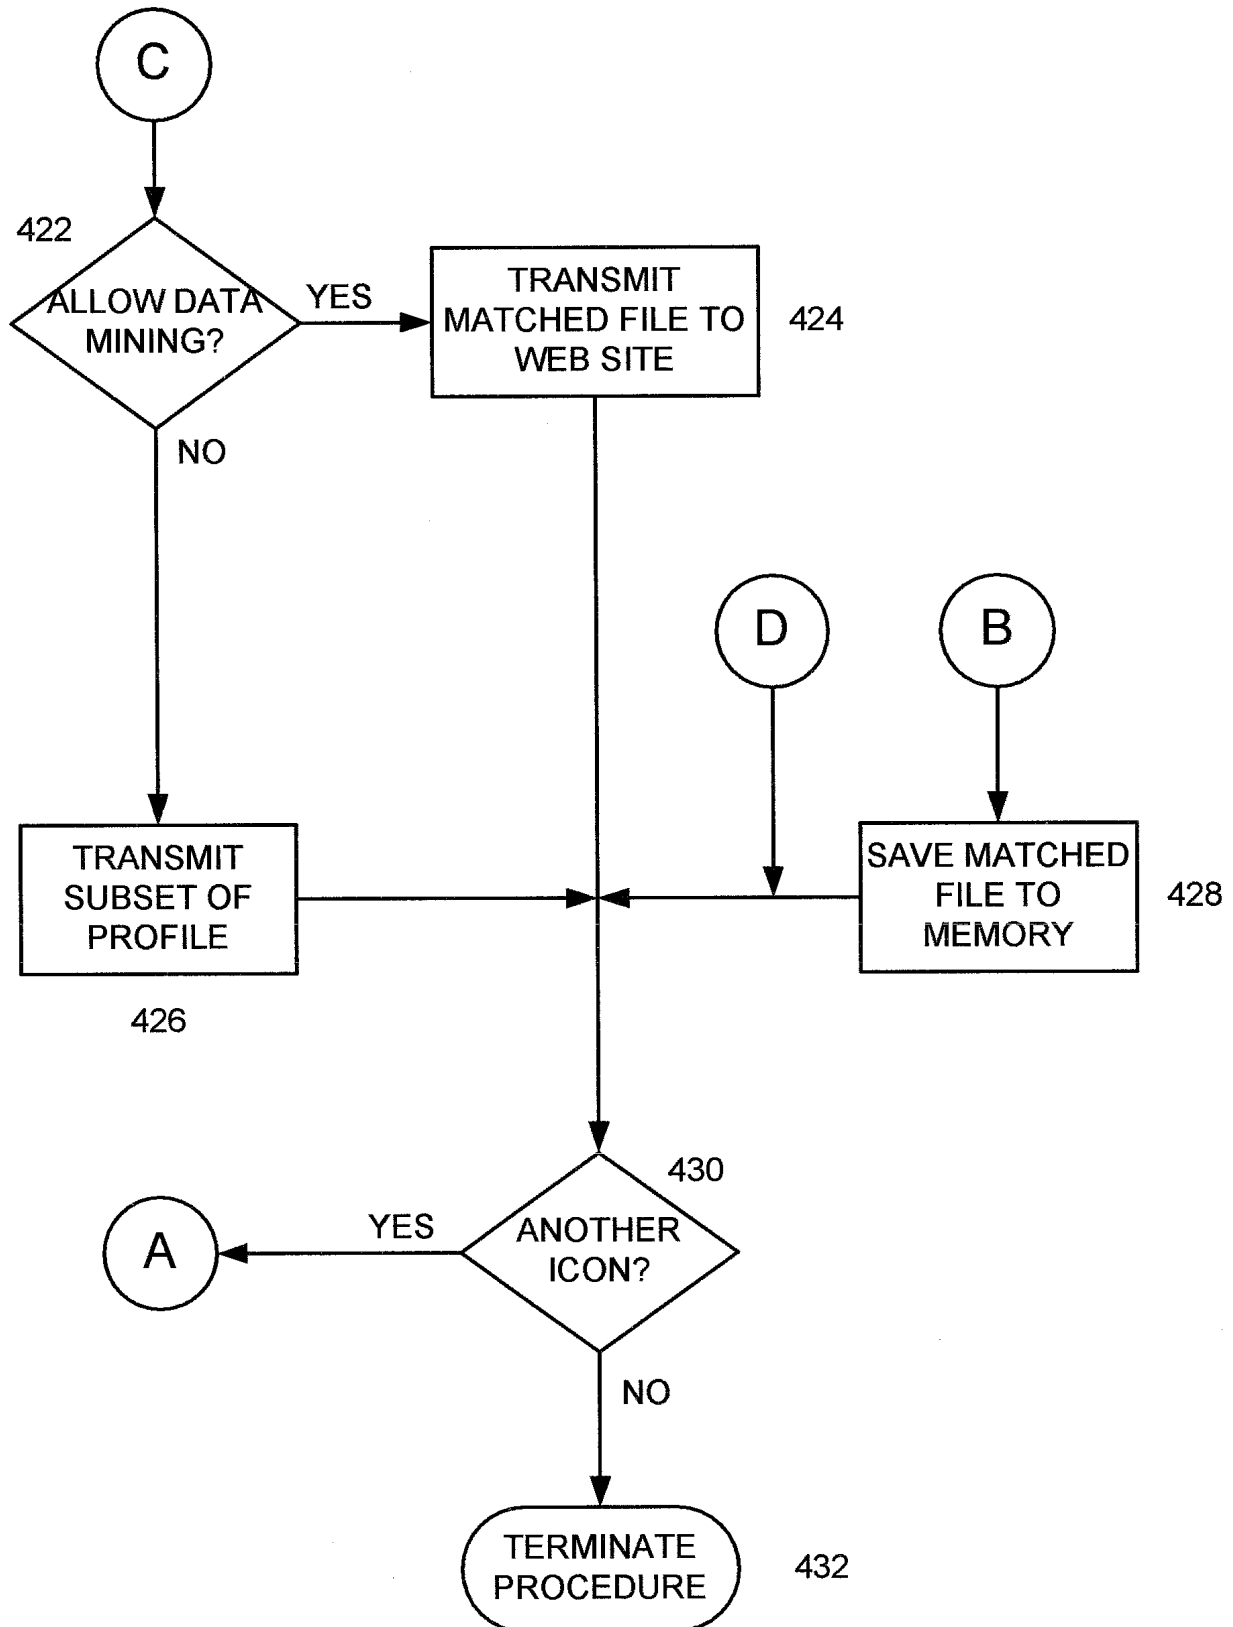 C
422
ALLOW DATA
MINING?
YES
TRANSMIT
MATCHED FILE TO
WEB SITE
424
NO
D
B
TRANSMIT
SUBSET OF
PROFILE
426
SAVE MATCHED
FILE TO
MEMORY
428
430
ANOTHER
ICON?
YES
A
NO
TERMINATE
PROCEDURE
432